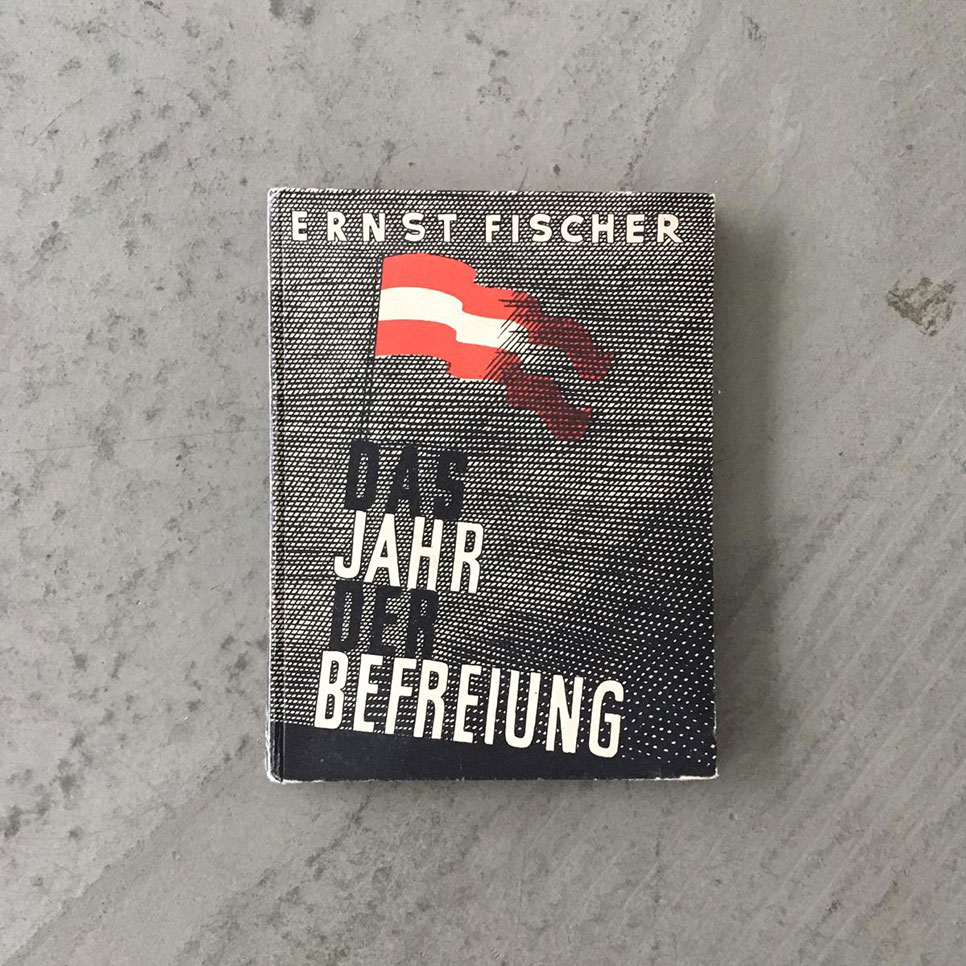 ERNST FISCHER
DAS
JAHR
DER
BEFREIUNG